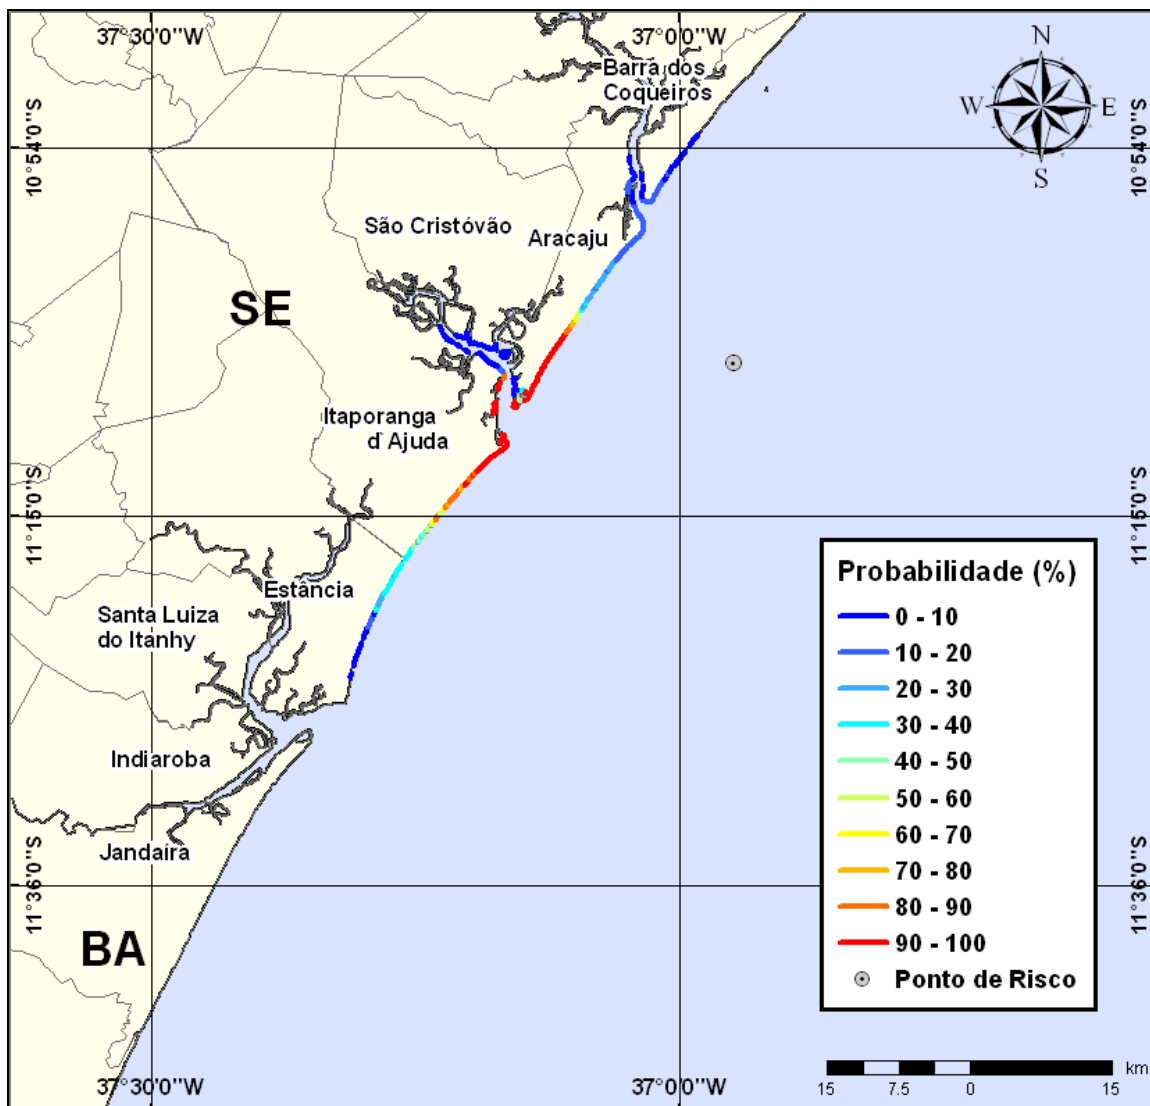 37°30'0"W
37°0'0"W
N
W
E
S
Barra dos
Coqueiros
10°54'0"S
10°54'0"S
São Cristóvão
Aracaju
SE
Itaporanga
d`Ajuda
11°15'0"S
11°15'0"S
Estância
Santa Luiza
do Itanhy
Indiaroba
Jandaíra
11°36'0"S
11°36'0"S
BA
Probabilidade (%)
0 - 10
10 - 20
20 - 30
30 - 40
40 - 50
50 - 60
60 - 70
70 - 80
80 - 90
90 - 100
Ponto de Risco
km
15 7.5 0 15
37°30'0"W
37°0'0"W